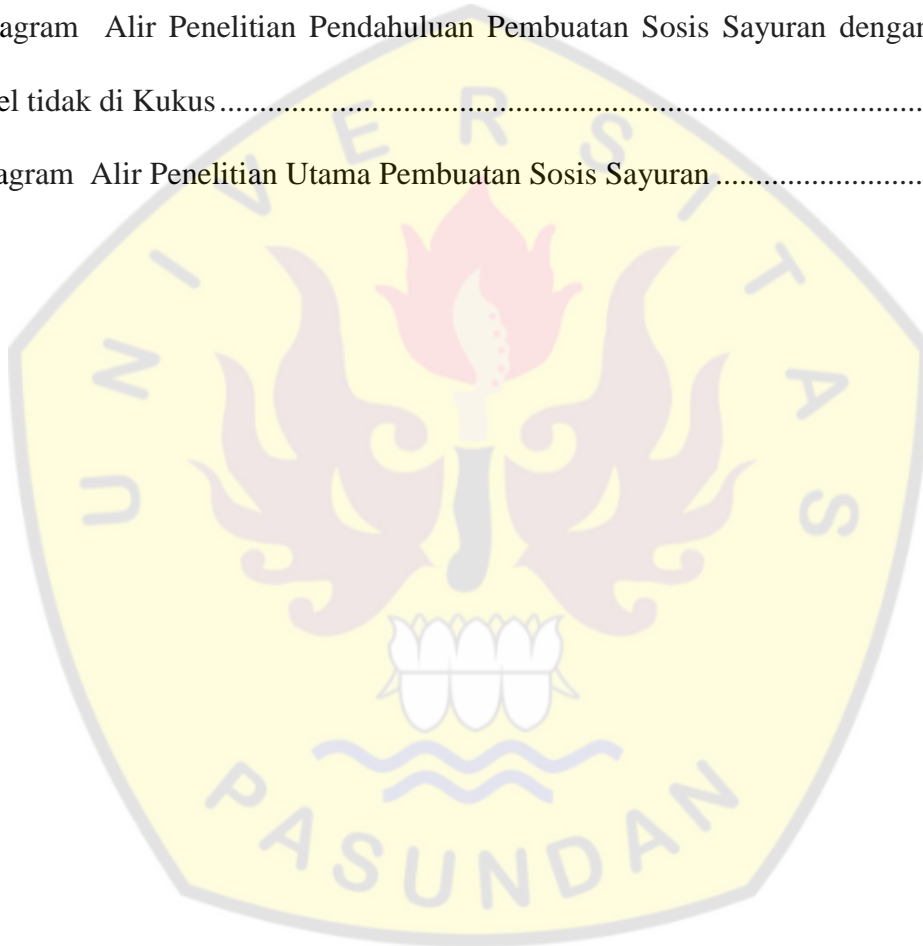 agram Alir Penelitian Pendahuluan Pembuatan Sosis Sayuran dengan
el tidak di Kukus..........................................................................................
agram Alir Penelitian Utama Pembuatan Sosis Sayuran..........................
UNIVERSITAS
PASUNDAN